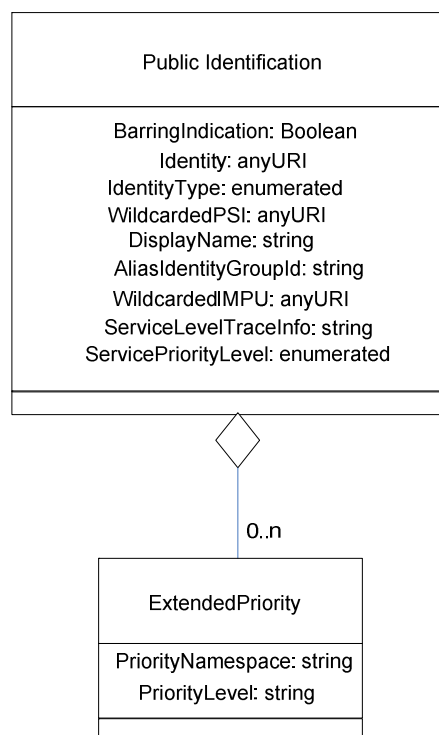 Public Identification
BarringIndication: Boolean
Identity: anyURI
IdentityType: enumerated
WildcardedPSI: anyURI
DisplayName: string
AliasIdentityGroupId: string
WildcardedIMPU: anyURI
ServiceLevelTraceInfo: string
ServicePriorityLevel: enumerated
0..n
ExtendedPriority
PriorityNamespace: string
PriorityLevel: string